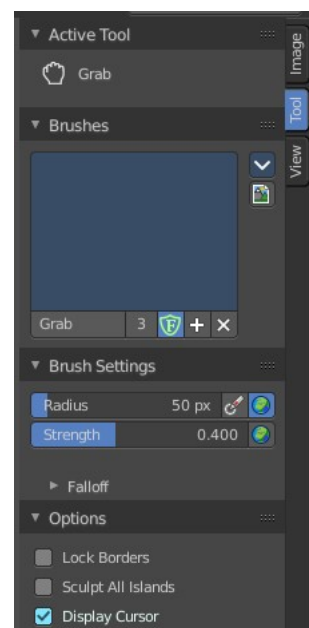 Active Tool
Grab
Brushes
Grab 3 F
Brush Settings
Radius 50 px
Strength 0.400
Falloff
Options
Lock Borders
Sculpt All Islands
Display Cursor
Image
Tool
View